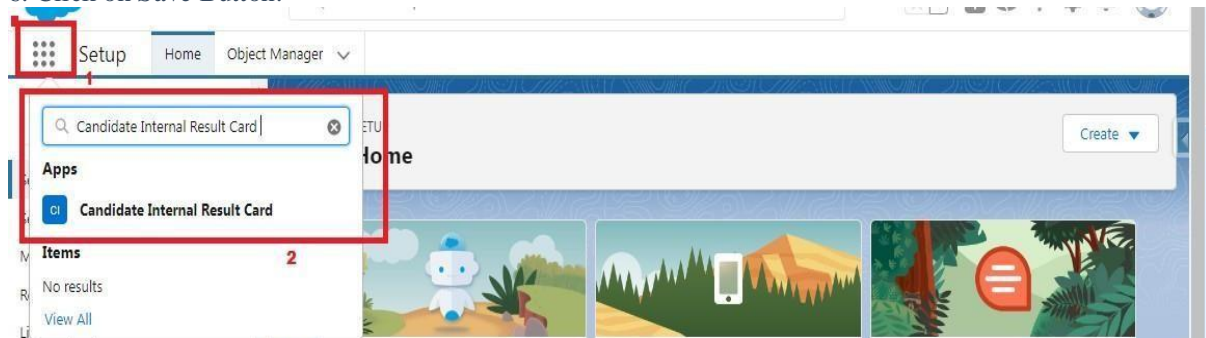 Setup Home Object Manager
1
Candidate Internal Result Card
Home
Create
Apps
CI Candidate Internal Result Card
Items
2
No results
View All